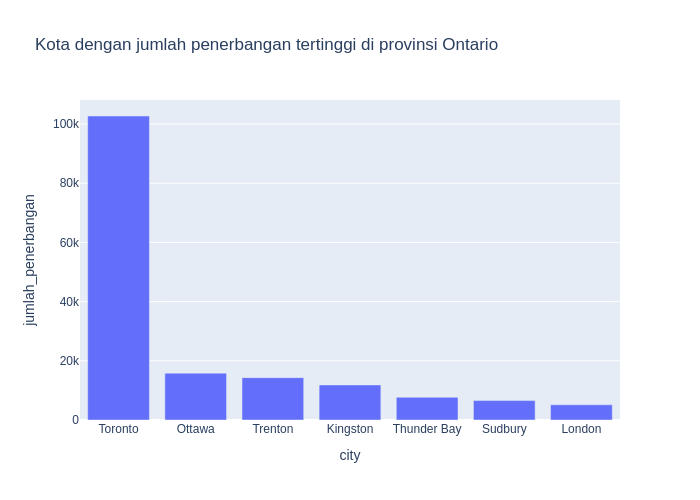 Kota dengan jumlah penerbangan tertinggi di provinsi Ontario
jumlah_penerbangan
100k
80k
60k
40k
20k
0
Toronto Ottawa Trenton Kingston Thunder Bay Sudbury London
city